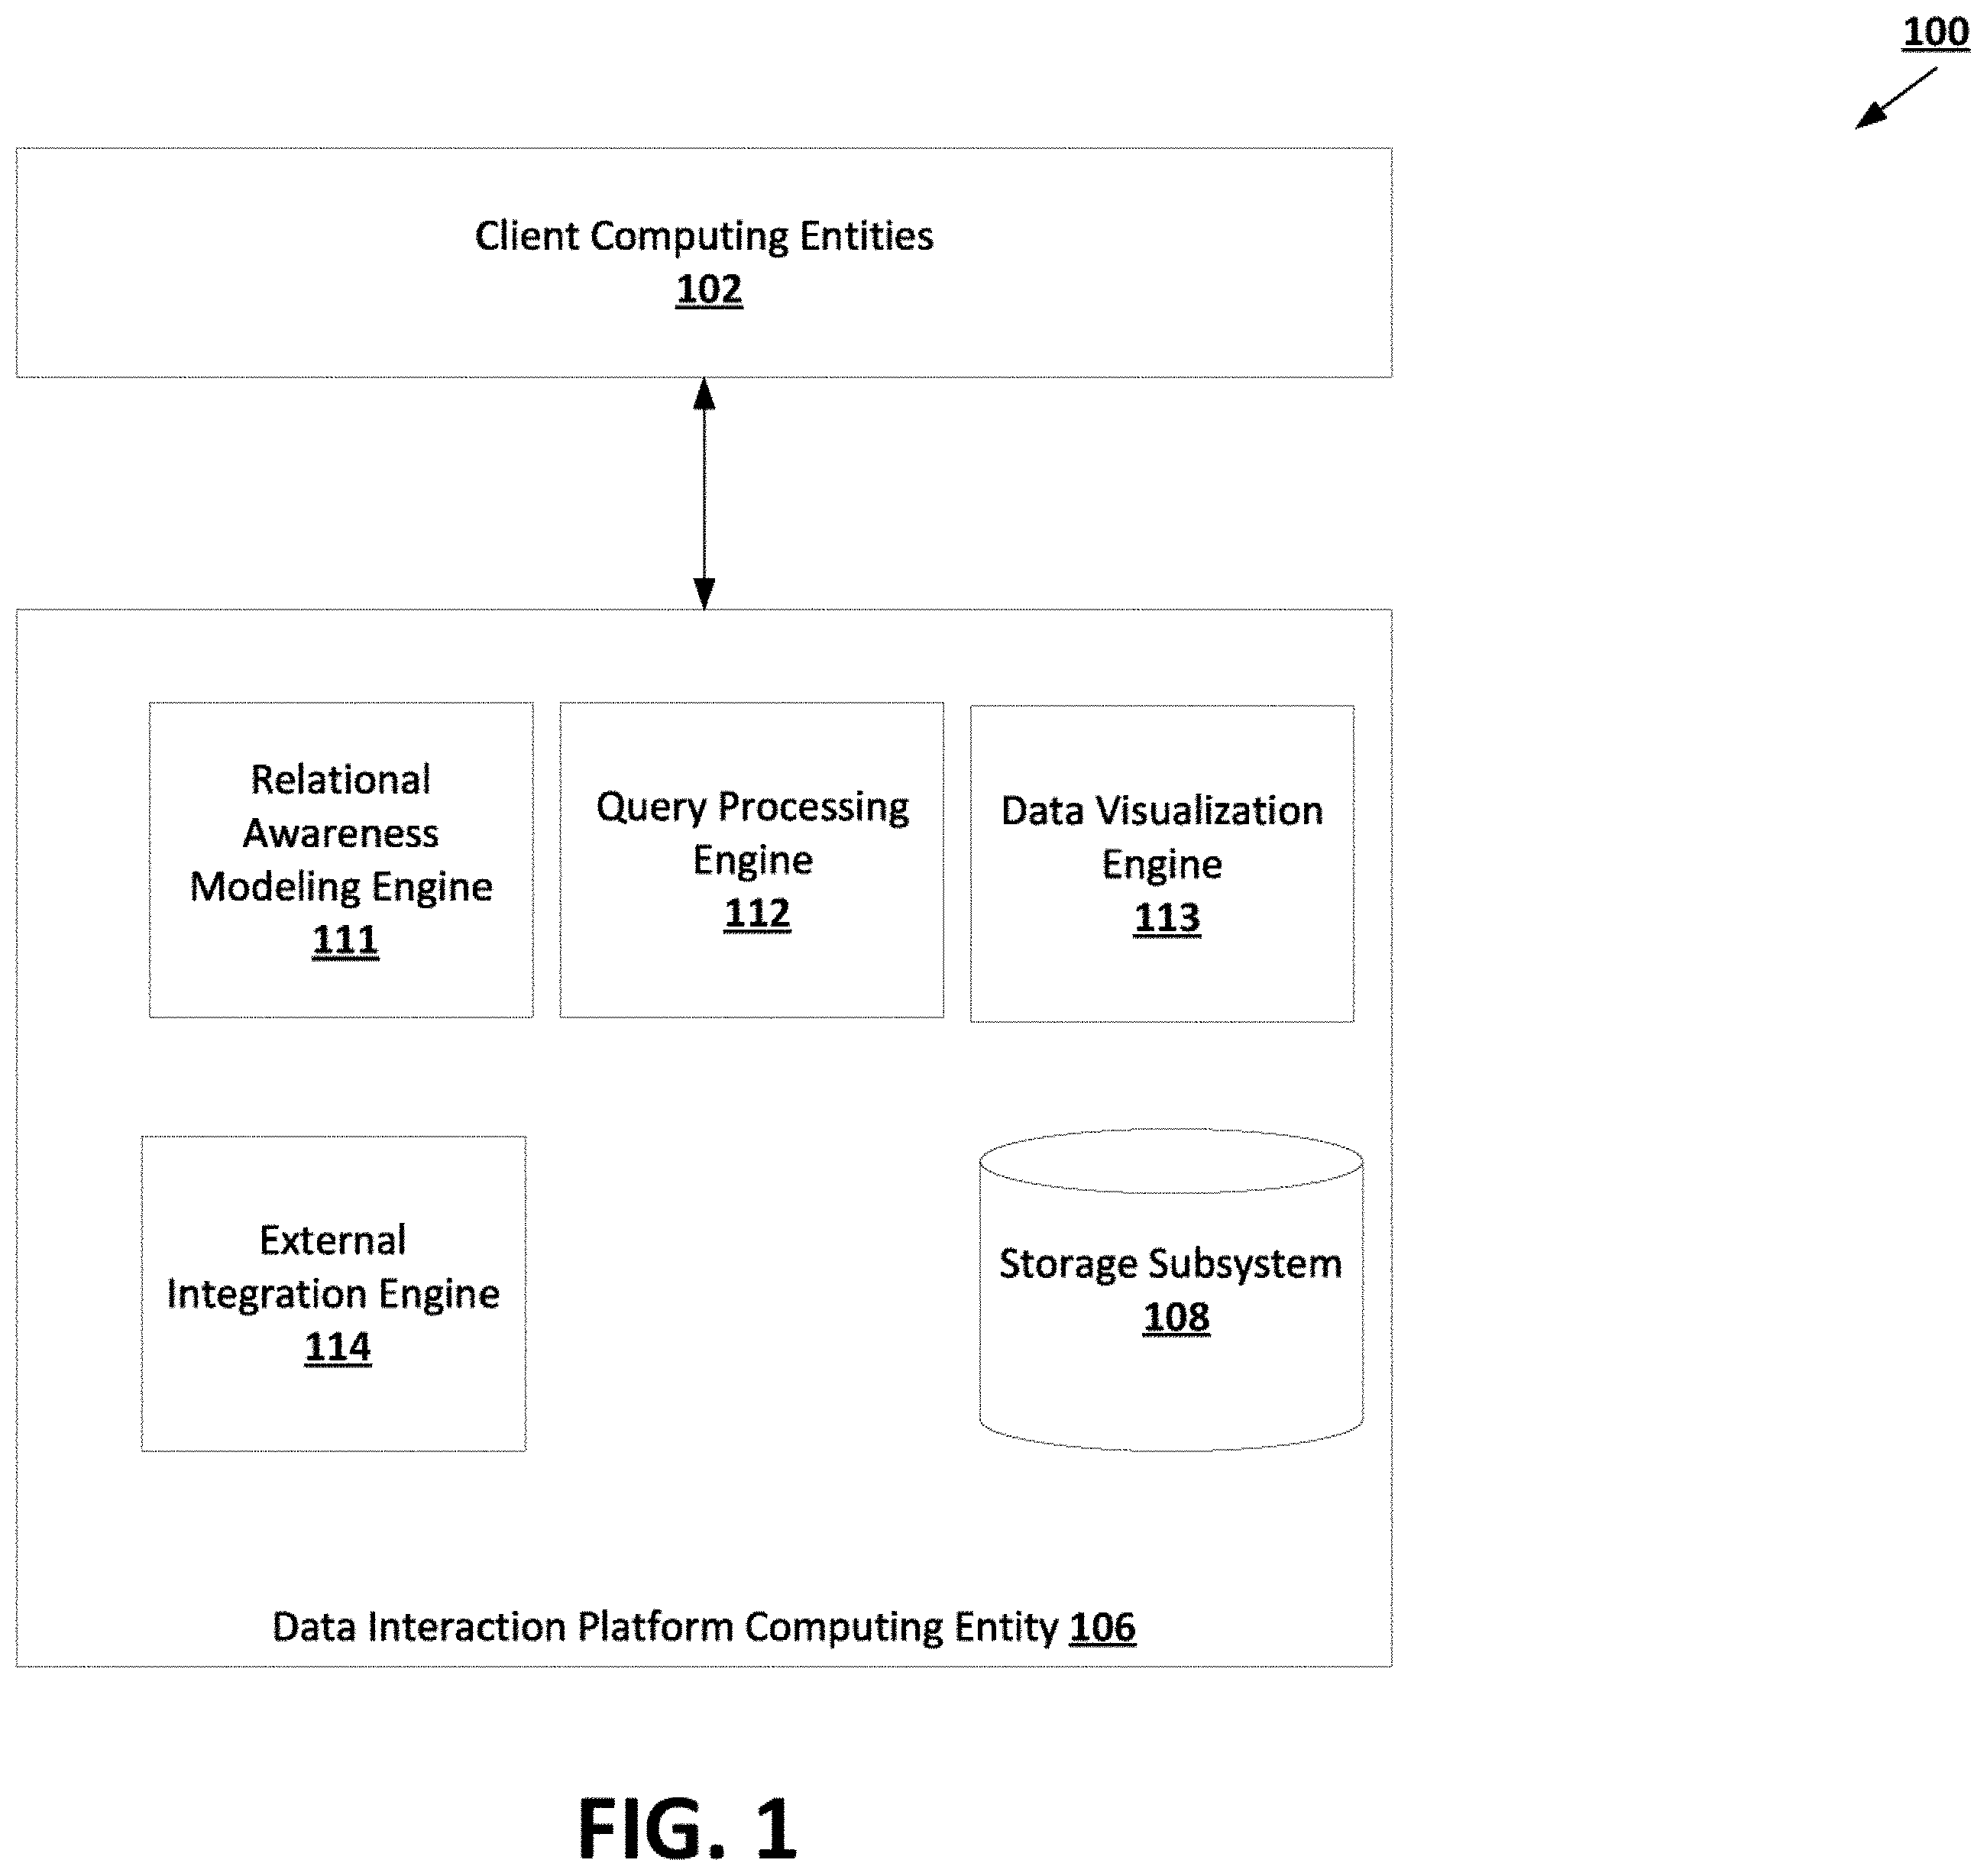 100
Client Computing Entities
102
Relational
Awareness
Modeling Engine
111
Query Processing
Engine
112
Data Visualization
Engine
113
External
Integration Engine
114
Storage Subsystem
108
Data Interaction Platform Computing Entity 106
FIG. 1